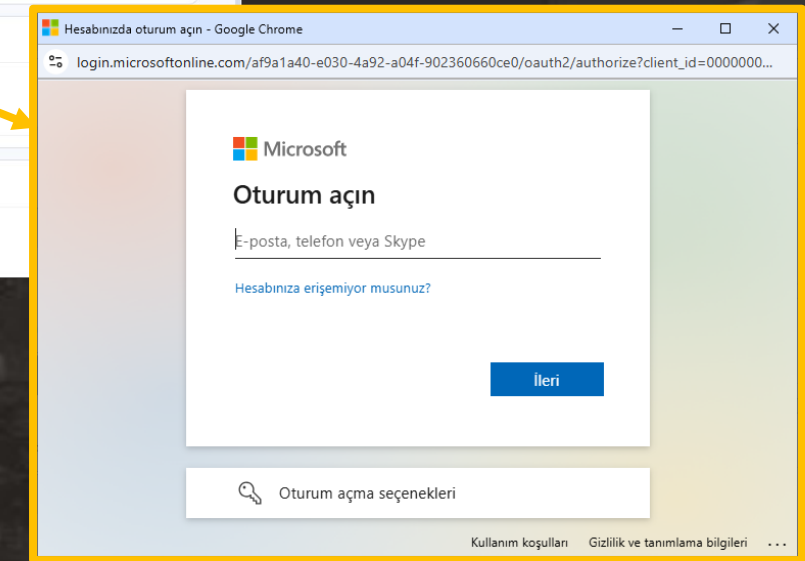 Hesabınızda oturum açın - Google Chrome
login.microsoftonline.com/af9a1a40-e030-4a92-a04f-902360660ce0/oauth2/authorize?client_id=0000000...
Microsoft
Oturum açın
E-posta, telefon veya Skype
Hesabınıza erişemiyor musunuz?
İleri
Oturum açma seçenekleri
Kullanım koşulları Gizlilik ve tanımlama bilgileri ...